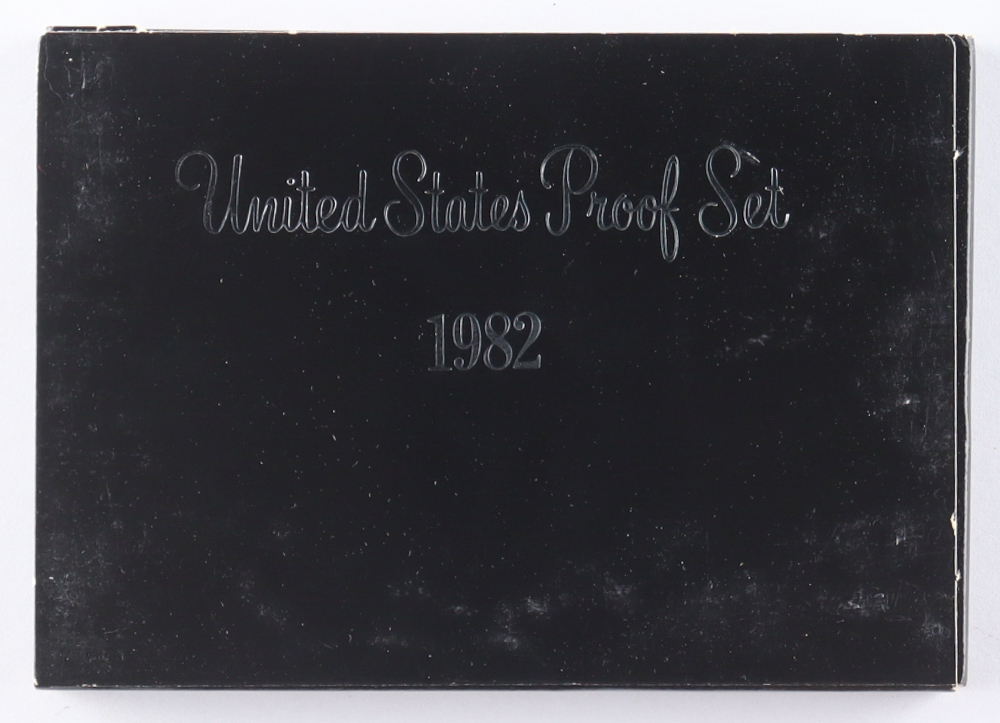 United States Proof Set
1982